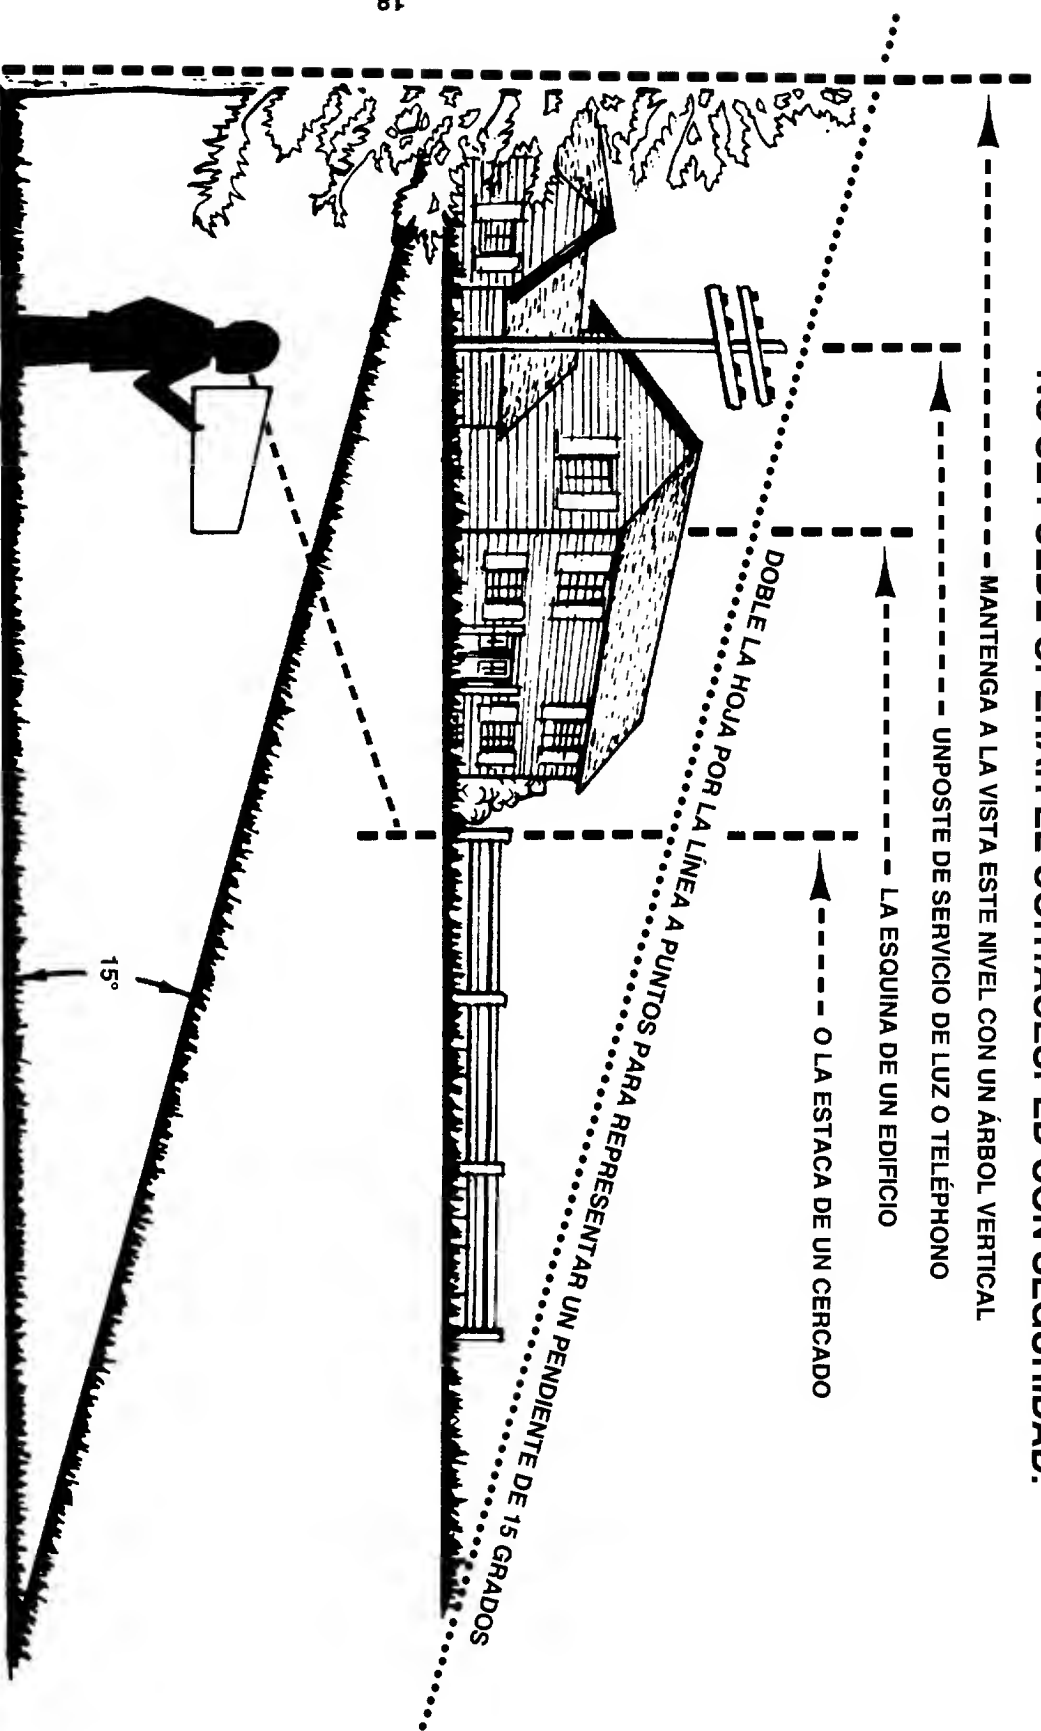 MANTENGA A LA VISTA ESTE NIVEL CON UN ÁRBOL VERTICAL
UNPOSTE DE SERVICIO DE LUZ O TELÉPHONO
LA ESQUINA DE UN EDIFICIO
O LA ESTACA DE UN CERCADO
DOBLE LA HOJA POR LA LÍNEA A PUNTOS PARA REPRESENTAR UN PENDIENTE DE 15 GRADOS
15°